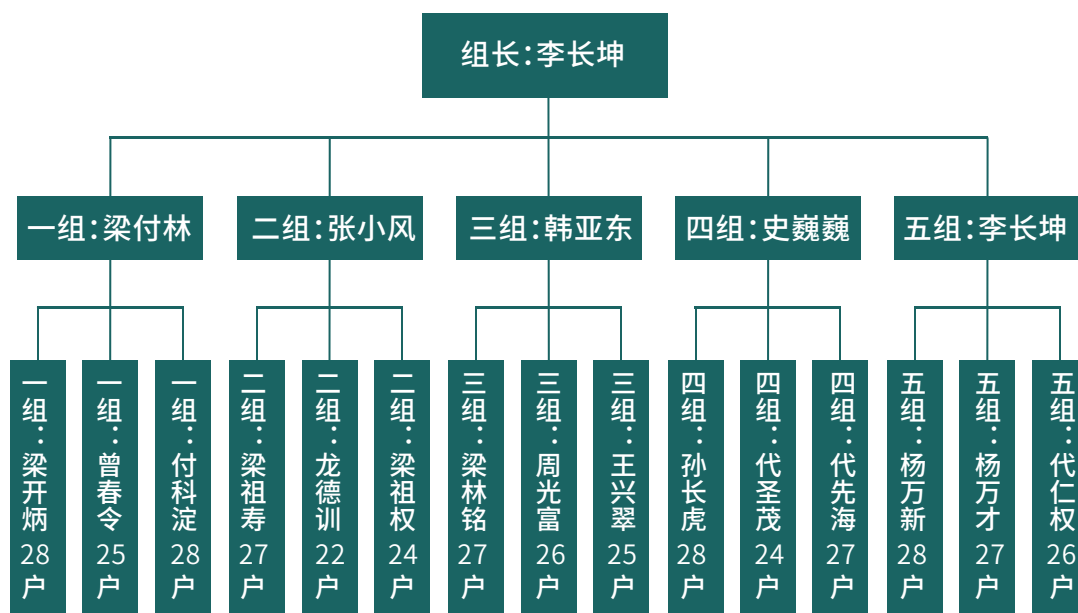 组长:李长坤
一组:梁付林
二组:张小风
三组:韩亚东
四组:史巍巍
五组:李长坤
一组:梁开炳28户
一组:曾春令25户
一组:付科淀28户
二组:梁祖寿27户
二组:龙德训22户
二组:梁祖权24户
三组:梁林铭27户
三组:周光富26户
三组:王兴翠25户
四组:孙长虎28户
四组:代圣茂24户
四组:代先海27户
五组:杨万新28户
五组:杨万才27户
五组:代仁权26户